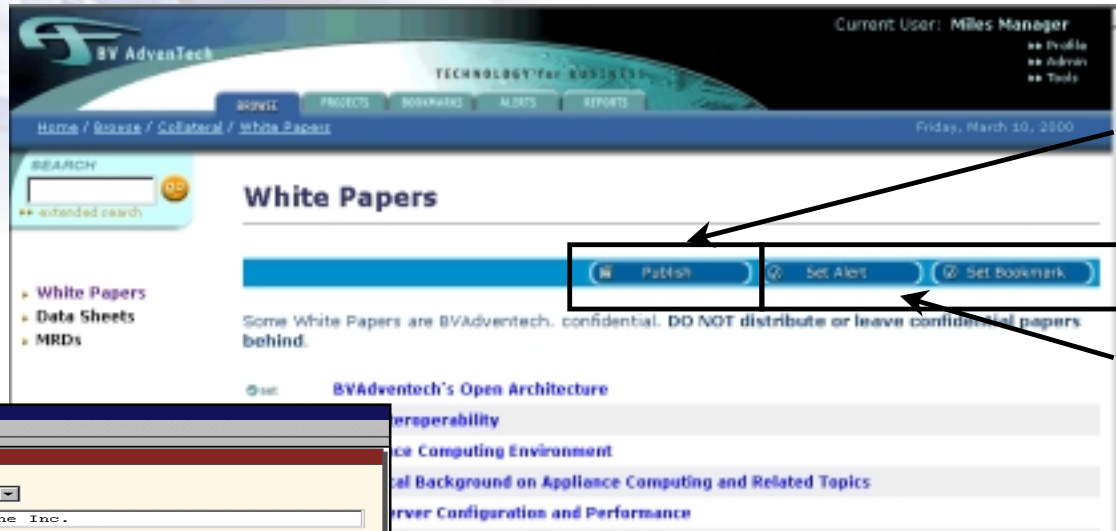 BV AdvenTech
TECHNOLOGY for BUSINESS
Current User: Miles Manager
Profile
Admin
Tools
BROWSE PROJECTS BOOKMARKS ALERTS REPORTS
Home / Browse / Collateral / White Papers
Friday, March 10, 2000
SEARCH
extended search
White Papers
Publish Set Alert Set Bookmark
White Papers
Data Sheets
MRDs
Some White Papers are BVAdventech. confidential. DO NOT distribute or leave confidential papers
behind.
set BVAdventech's Open Architecture
eroperability
ce Computing Environment
cal Background on Appliance Computing and Related Topics
erver Configuration and Performance
ne Inc.